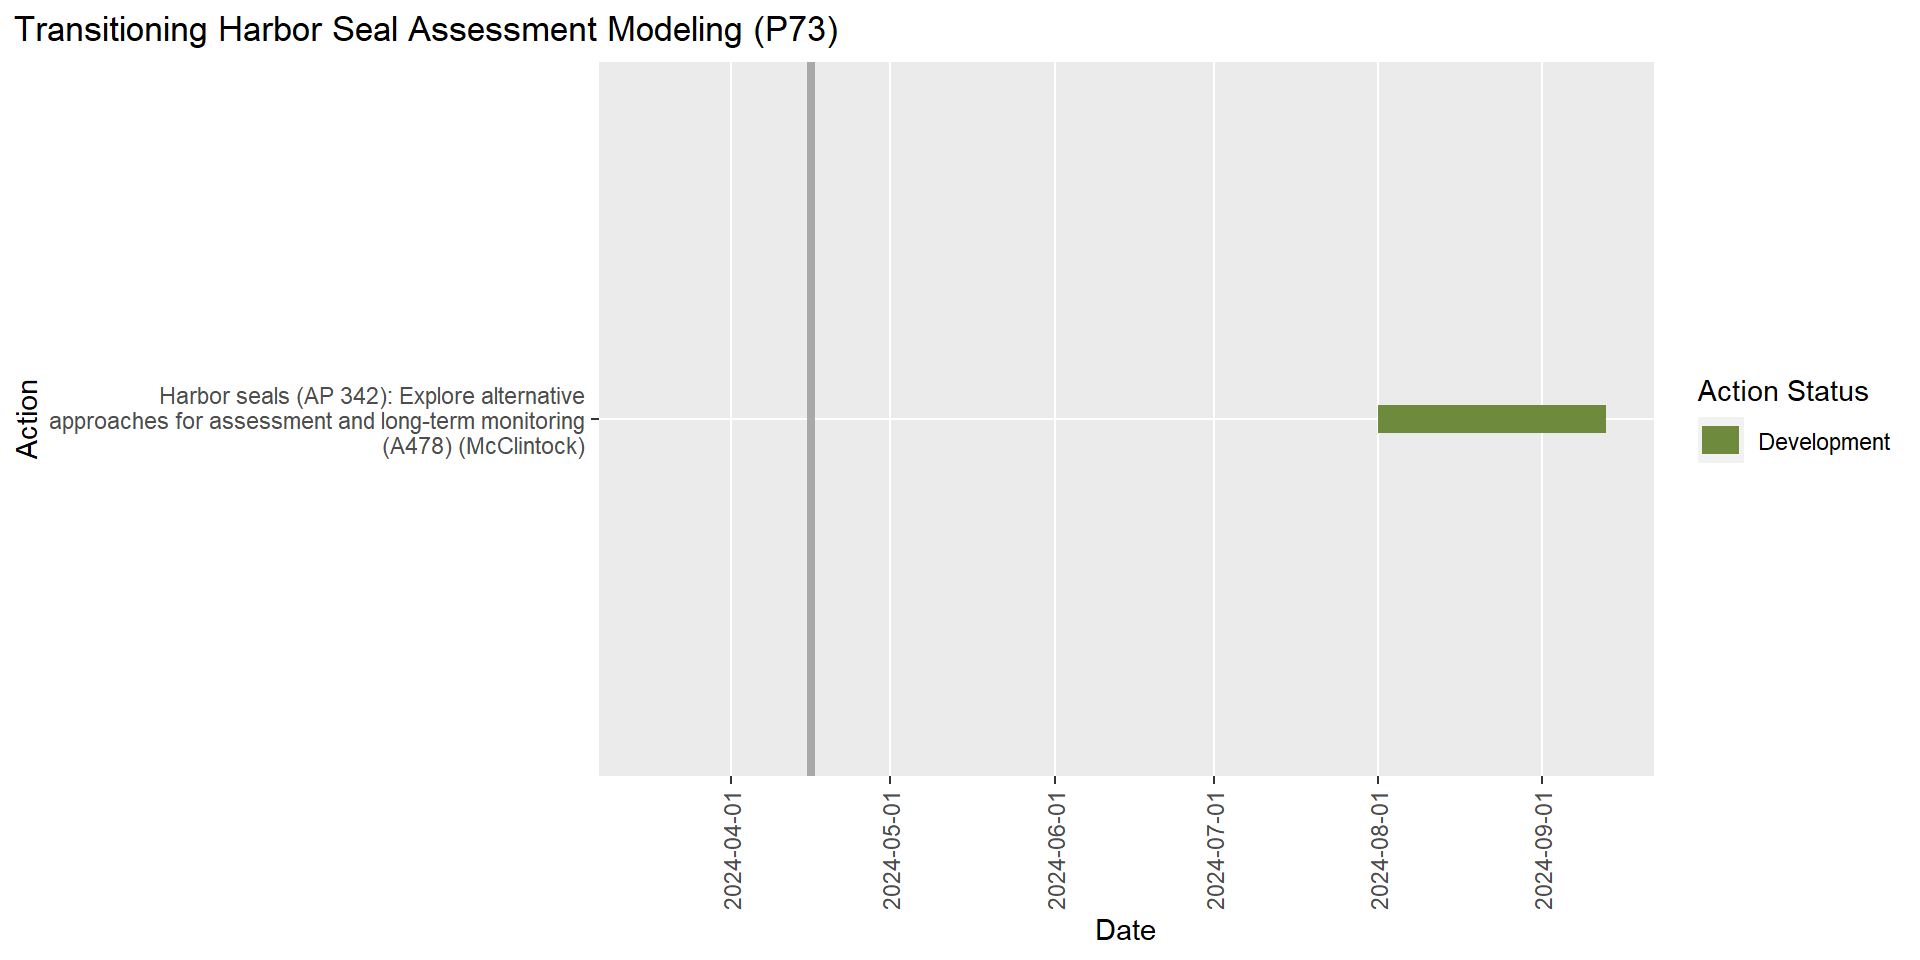 Transitioning Harbor Seal Assessment Modeling (P73)
Action
Harbor seals (AP 342): Explore alternative
approaches for assessment and long-term monitoring
(A478) (McClintock)
Action Status
Development
2024-04-01
2024-05-01
2024-06-01
2024-07-01
2024-08-01
2024-09-01
Date